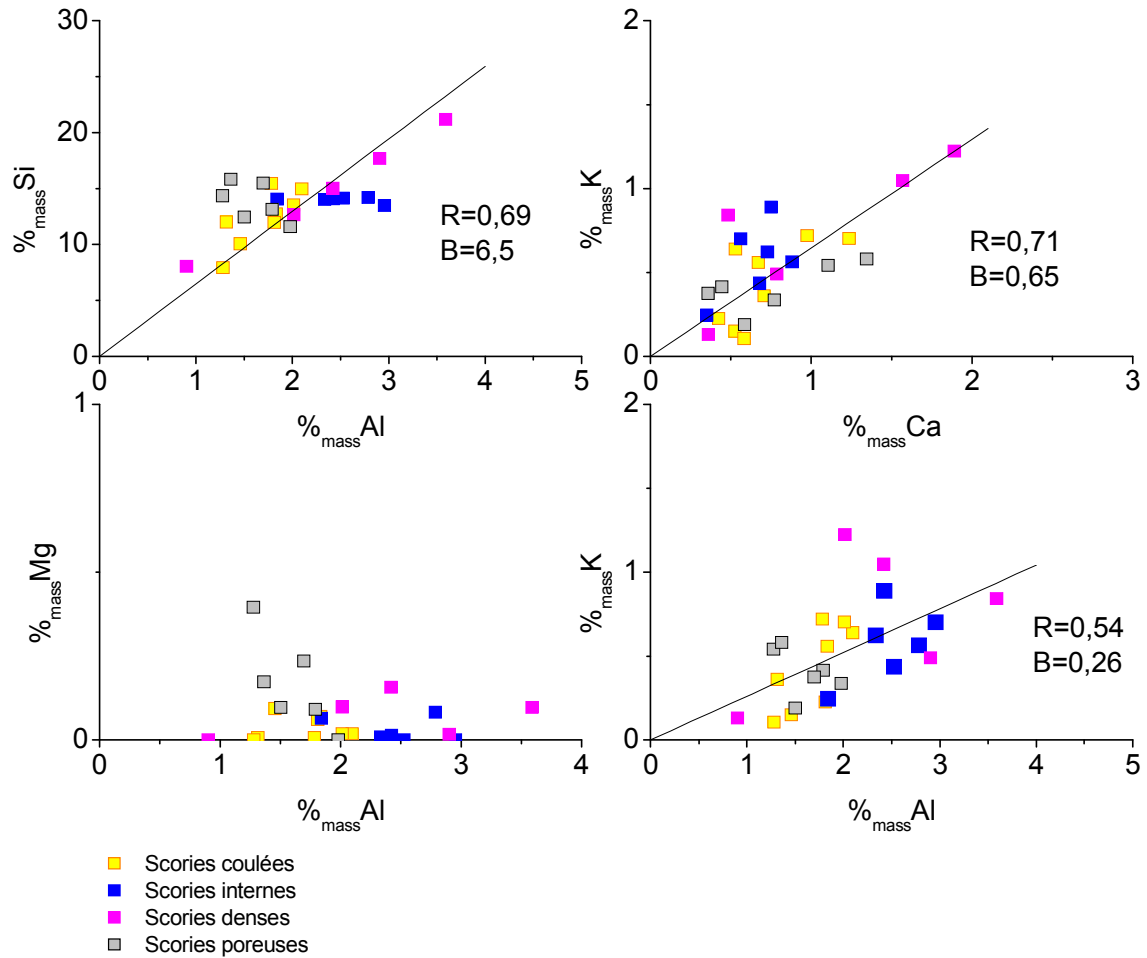 30
20
10
0
%massSi
R=0,69
B=6,5
0 1 2 3 4 5
%massAl
2
1
0
%massK
R=0,71
B=0,65
0 1 2 3
%massCa
1
0
%massMg
0 1 2 3 4
%massAl
2
1
0
%massK
R=0,54
B=0,26
0 1 2 3 4 5
%massAl
Scories coulées
Scories internes
Scories denses
Scories poreuses